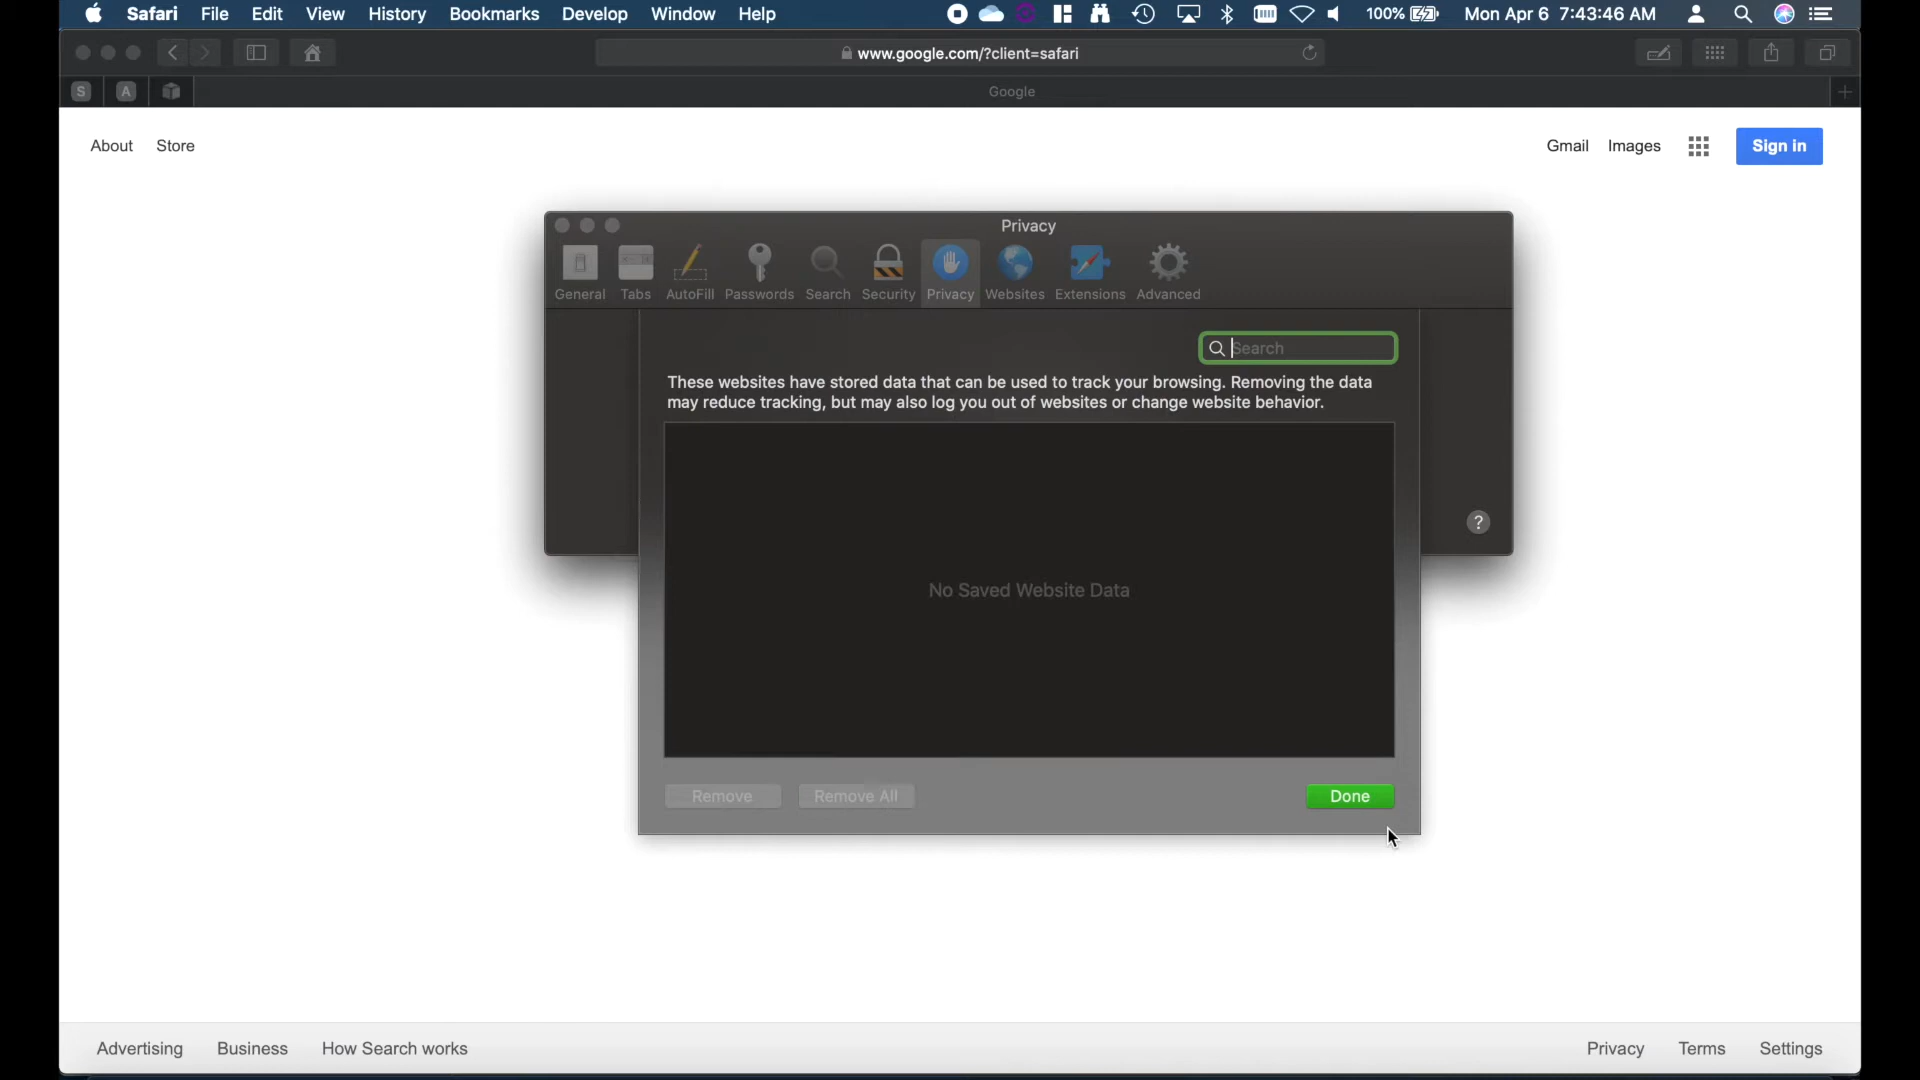 Safari File Edit View History Bookmarks Develop Window Help 100% Mon Apr 6 7:43:46 AM
www.google.com/?client=safari
S A Google
About Store Gmail Images Sign in
Privacy
General Tabs AutoFill Passwords Search Security Privacy Websites Extensions Advanced
Search
These websites have stored data that can be used to track your browsing. Removing the data
may reduce tracking, but may also log you out of websites or change website behavior.
?
No Saved Website Data
Remove Remove All Done
Advertising Business How Search works Privacy Terms Settings